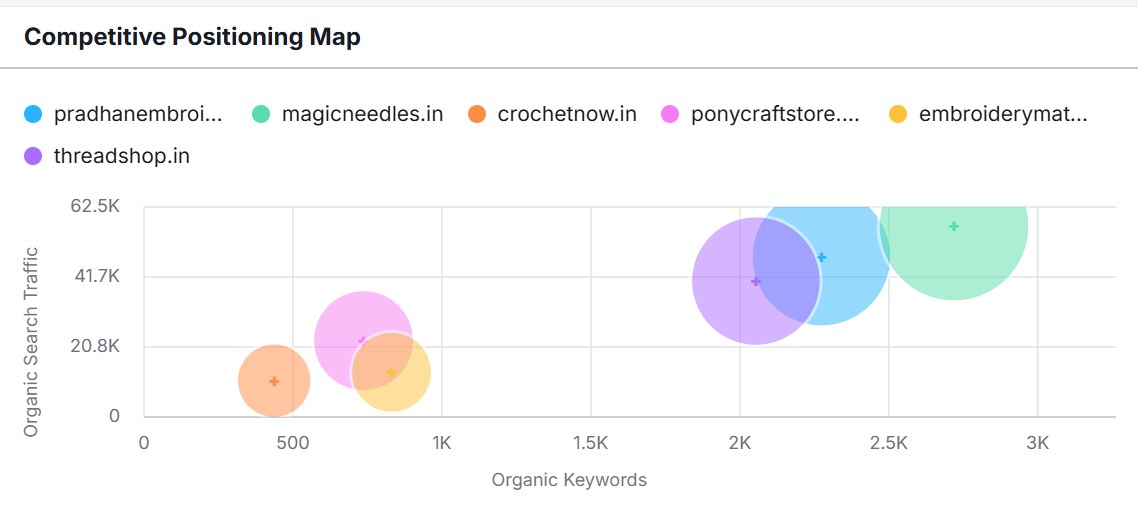 Competitive Positioning Map
pradhanembroi... magicneedles.in crochetnow.in ponycraftstore.... embroiderymat...
threadshop.in
62.5K
41.7K
20.8K
0
Organic Search Traffic
0 500 1K 1.5K 2K 2.5K 3K
Organic Keywords